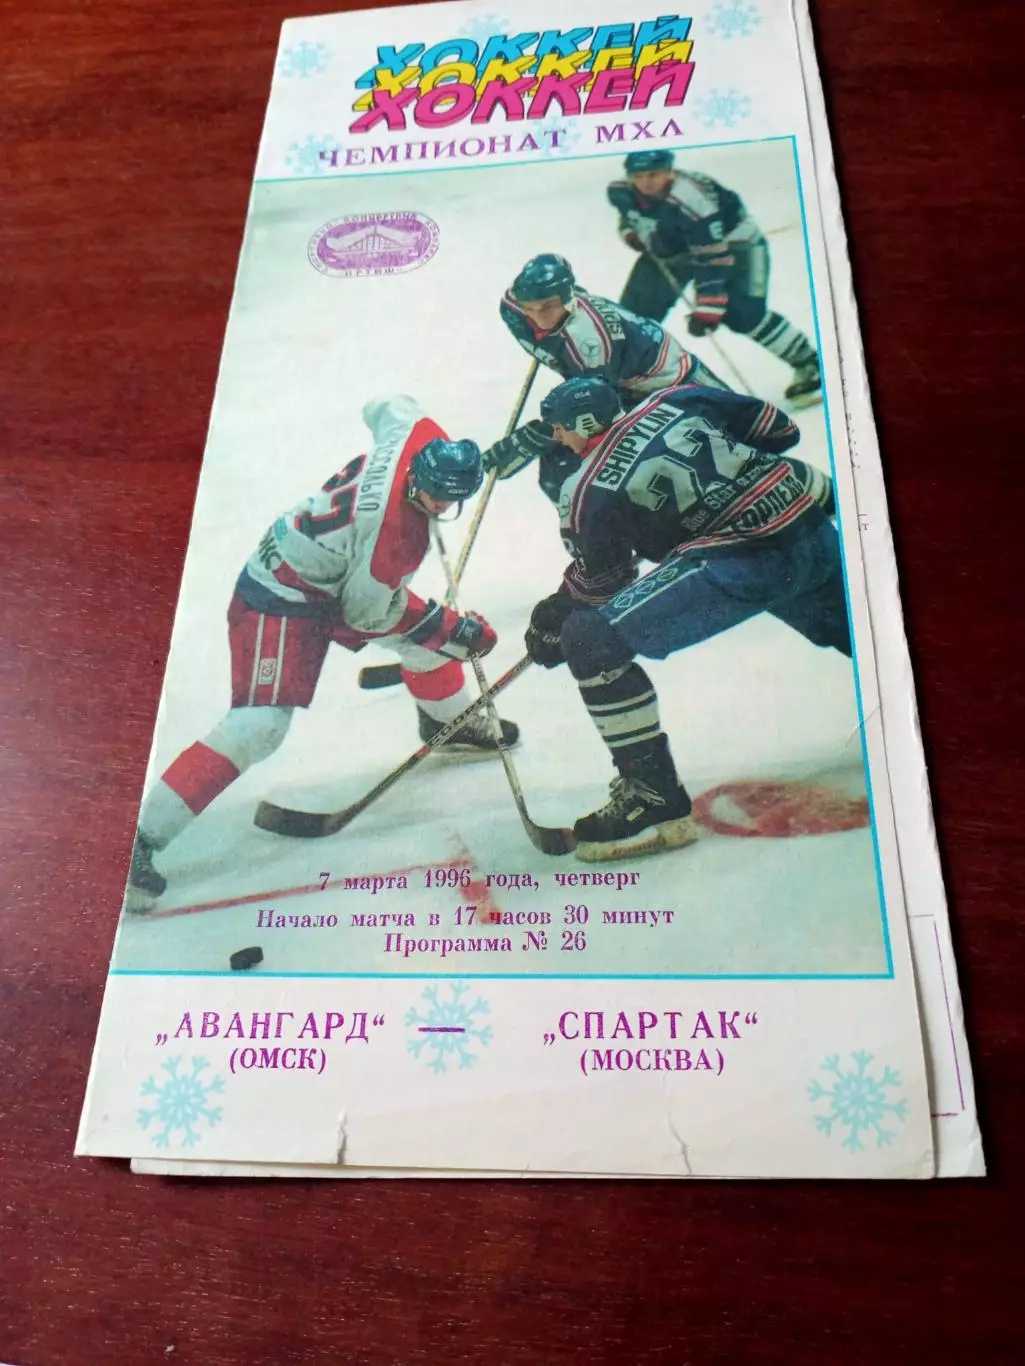 ХОККЕЙ
ХОККЕЙ
ХОККЕЙ
ЧЕМПИОНАТ МХЛ
SHIPYLIN
22
7 марта 1996 года, четверг
Начало матча в 17 часов 30 минут
Программа № 26
„АВАНГАРД“ — „СПАРТАК“
(ОМСК) (МОСКВА)